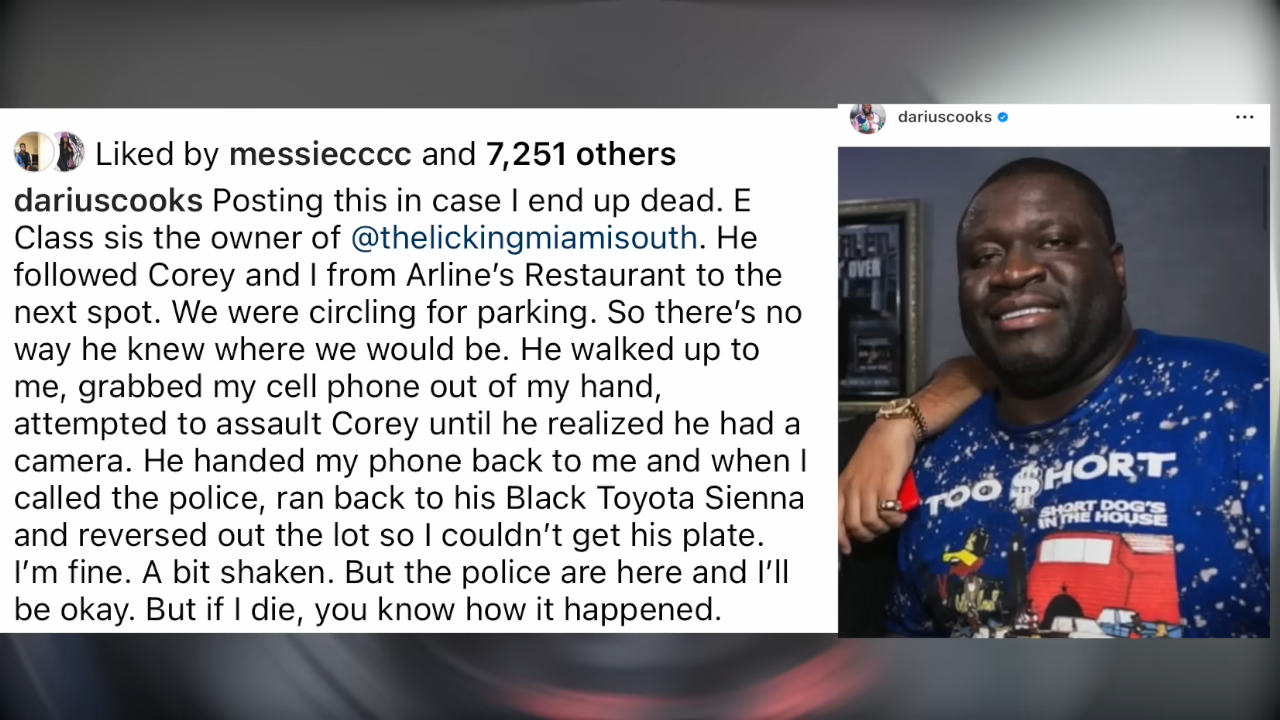 Liked by messiecccc and 7,251 others
dariuscooks Posting this in case I end up dead. E
Class sis the owner of @thelickingmiamisouth. He
followed Corey and I from Arline’s Restaurant to the
next spot. We were circling for parking. So there’s no
way he knew where we would be. He walked up to
me, grabbed my cell phone out of my hand,
attempted to assault Corey until he realized he had a
camera. He handed my phone back to me and when I
called the police, ran back to his Black Toyota Sienna
and reversed out the lot so I couldn’t get his plate.
I’m fine. A bit shaken. But the police are here and I’ll
be okay. But if I die, you know how it happened.
dariuscooks
OVER
TOO $HORT
SHORT DOG'S
IN THE HOUSE